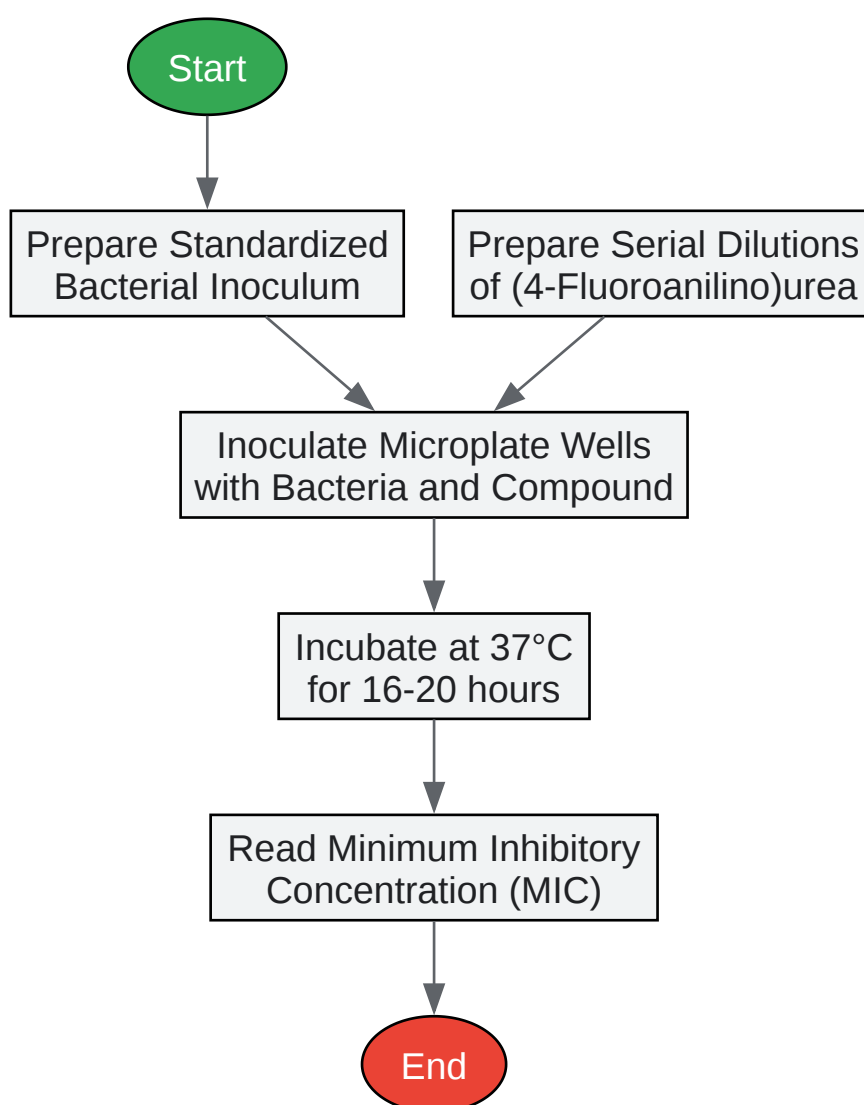 Start
Prepare Standardized
Bacterial Inoculum
Prepare Serial Dilutions
of (4-Fluoroanilino)urea
Inoculate Microplate Wells
with Bacteria and Compound
Incubate at 37°C
for 16-20 hours
Read Minimum Inhibitory
Concentration (MIC)
End